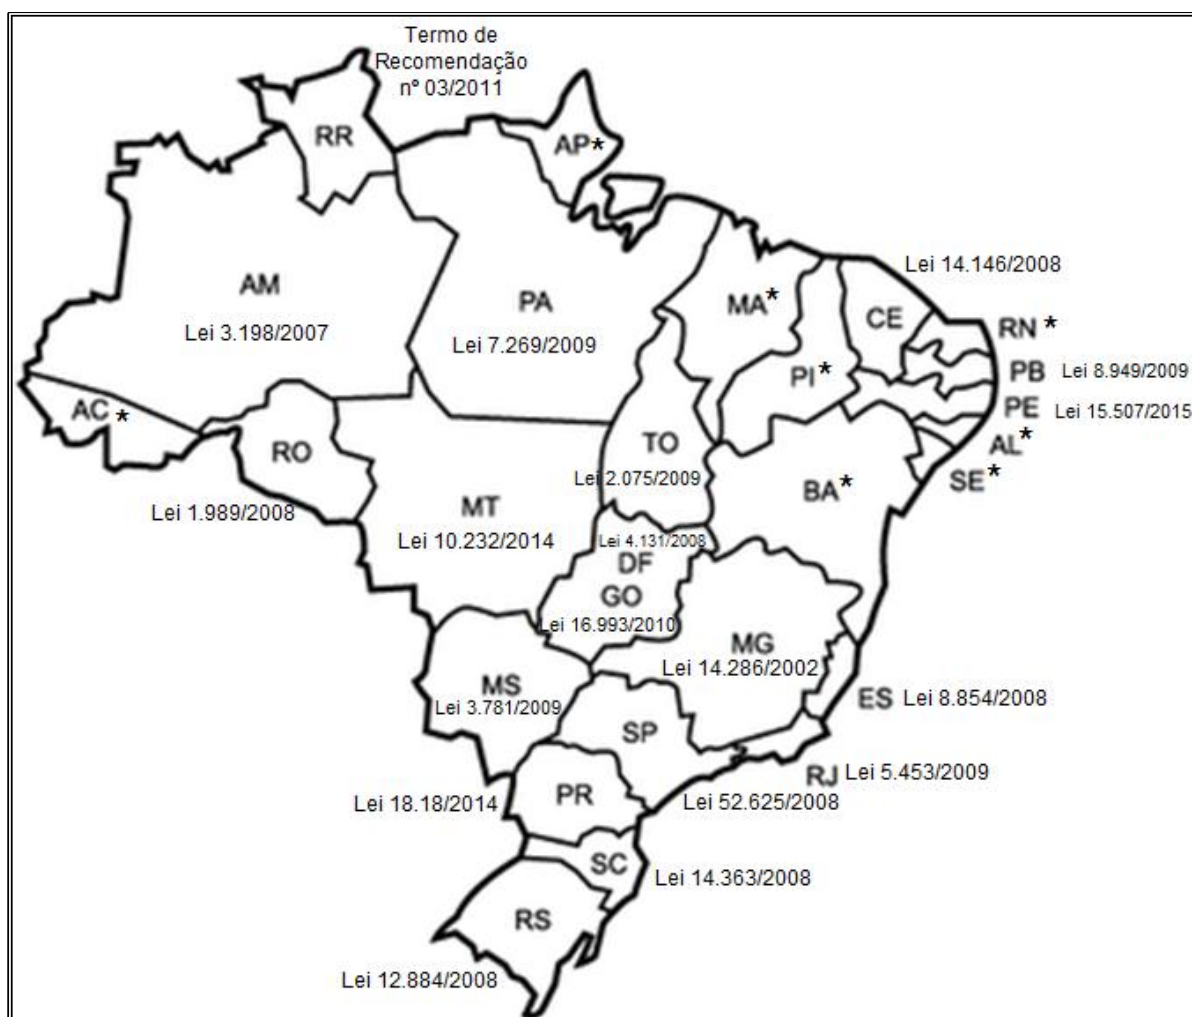 Termo de
Recomendação
nº 03/2011
RR
AP*
AM
Lei 3.198/2007
PA
Lei 7.269/2009
MA*
Lei 14.146/2008
CE
RN *
PI*
PB Lei 8.949/2009
PE Lei 15.507/2015
AL*
SE*
AC *
RO
Lei 1.989/2008
TO
Lei 2.075/2009
BA*
MT
Lei 10.232/2014
Lei 4.131/2008
DF
GO
Lei 16.993/2010
MG
Lei 14.286/2002
MS
Lei 3.781/2009
ES Lei 8.854/2008
SP
RJ Lei 5.453/2009
PR
Lei 18.18/2014
Lei 52.625/2008
SC
Lei 14.363/2008
RS
Lei 12.884/2008